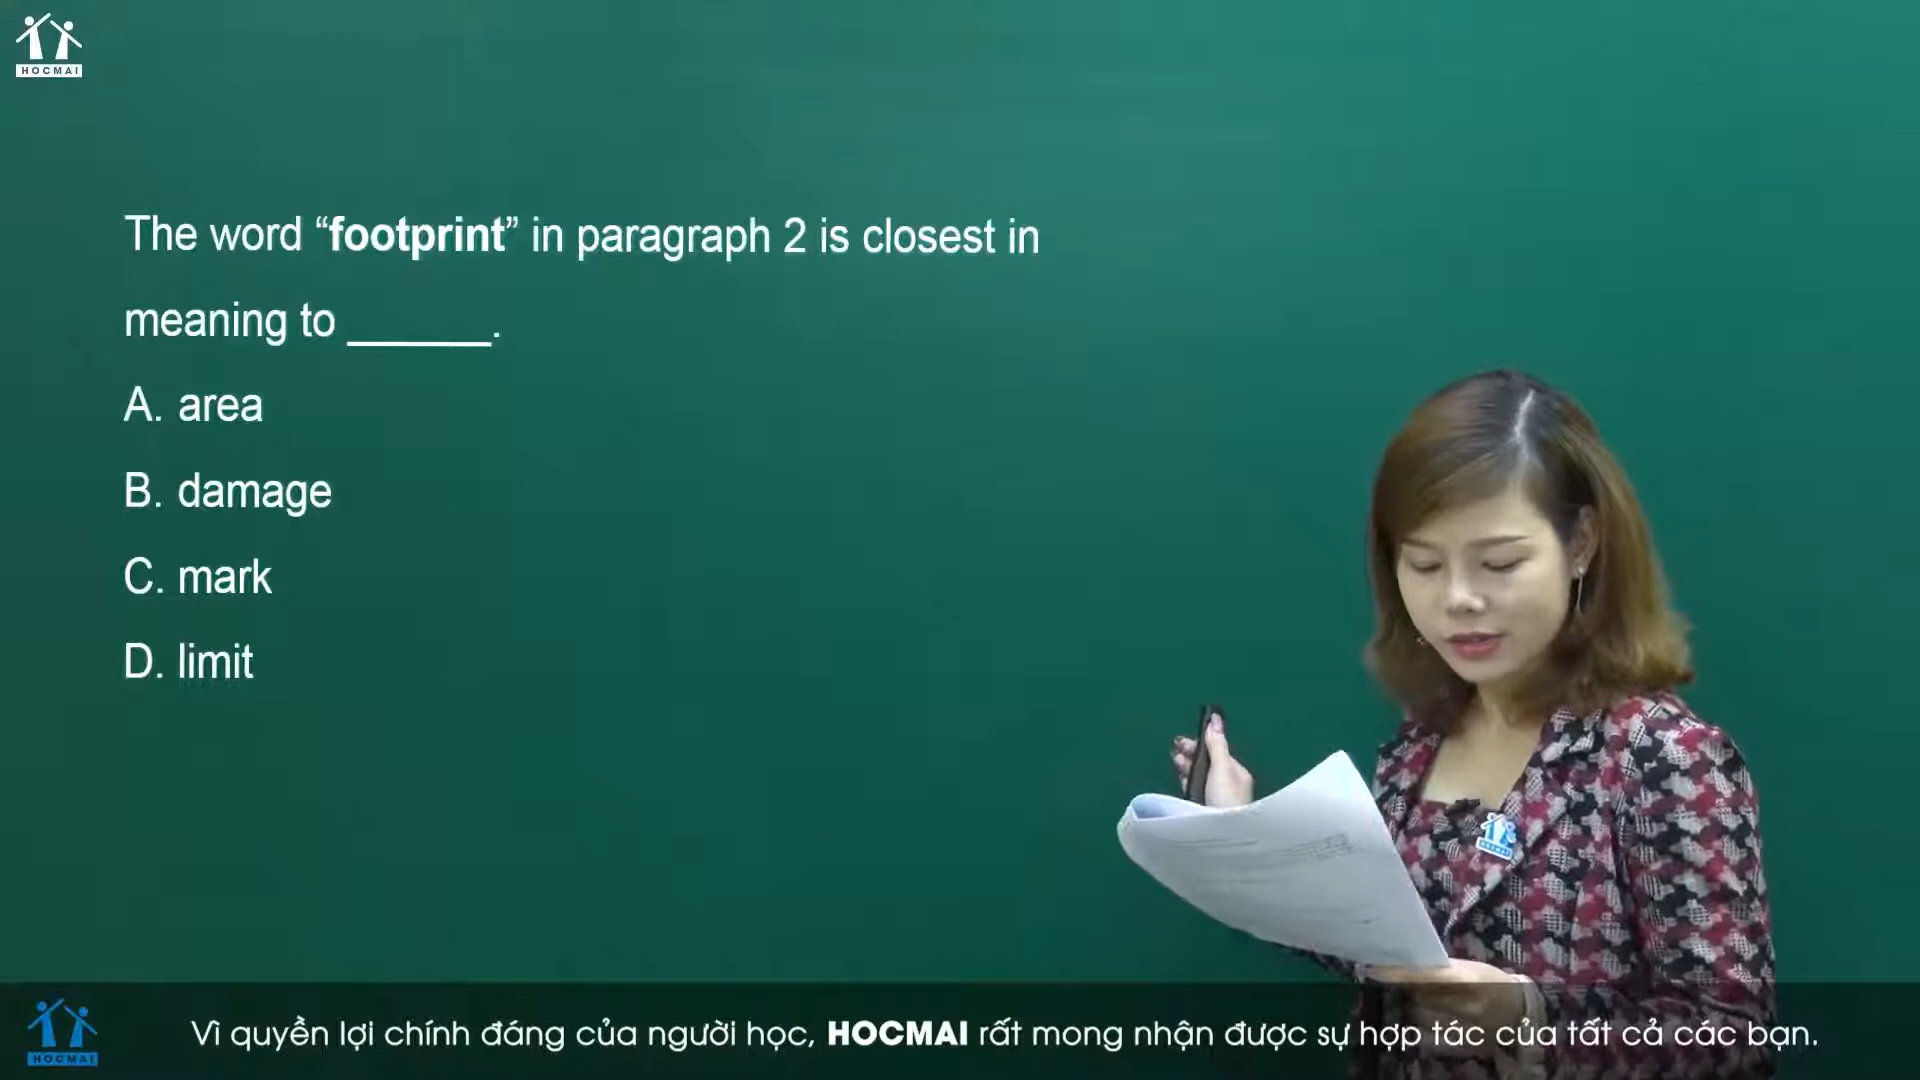 HOCMAI
The word “footprint” in paragraph 2 is closest in
meaning to ______.
A. area
B. damage
C. mark
D. limit
HOCMAI
HOCMAI
Vì quyền lợi chính đáng của người học, HOCMAI rất mong nhận được sự hợp tác của tất cả các bạn.